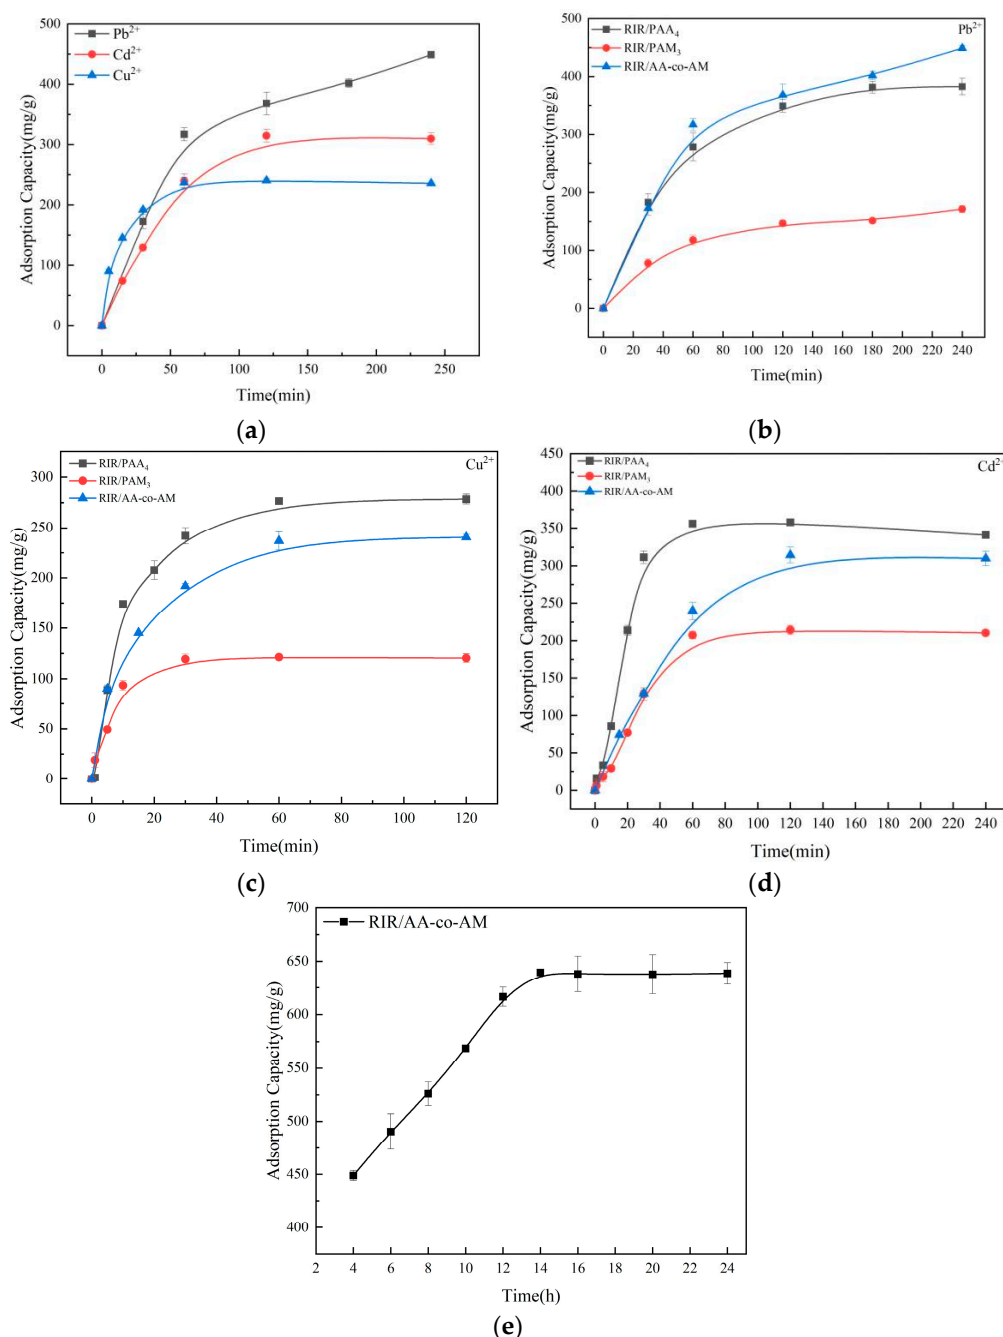 500
400
300
200
100
0
Adsorption Capacity(mg/g)
Pb²⁺
Cd²⁺
Cu²⁺
0 50 100 150 200 250
Time(min)
(a)
500
400
300
200
100
0
Adsorption Capacity(mg/g)
RIR/PAA₄
RIR/PAM₃
RIR/AA-co-AM
Pb²⁺
0 20 40 60 80 100 120 140 160 180 200 220 240
Time(min)
(b)
300
250
200
150
100
50
0
Adsorption Capacity(mg/g)
RIR/PAA₄
RIR/PAM₃
RIR/AA-co-AM
Cu²⁺
0 20 40 60 80 100 120
Time(min)
(c)
450
400
350
300
250
200
150
100
50
0
Adsorption Capacity(mg/g)
RIR/PAA₄
RIR/PAM₃
RIR/AA-co-AM
Cd²⁺
0 20 40 60 80 100 120 140 160 180 200 220 240
Time(min)
(d)
700
650
600
550
500
450
400
Adsorption Capacity(mg/g)
RIR/AA-co-AM
2 4 6 8 10 12 14 16 18 20 22 24
Time(h)
(e)